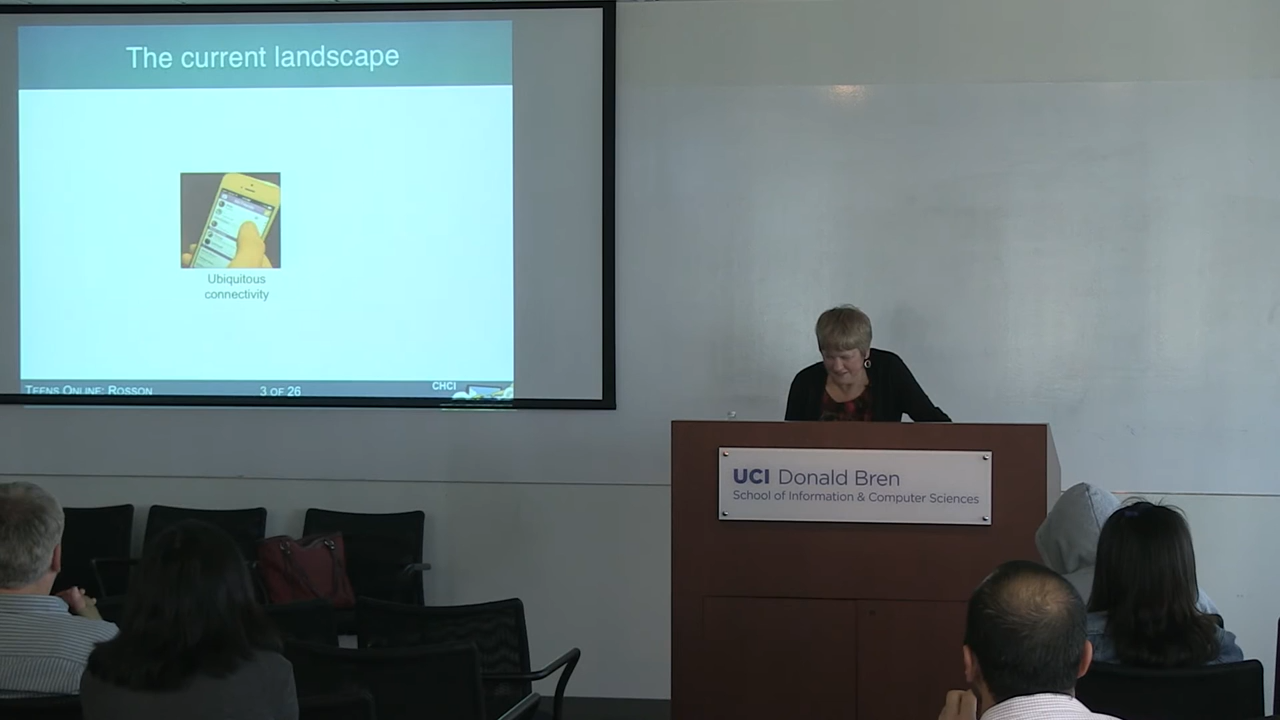 The current landscape
Ubiquitous
connectivity
TEENS ONLINE: ROSSON
3 OF 26
CHCI
UCI Donald Bren
School of Information & Computer Sciences